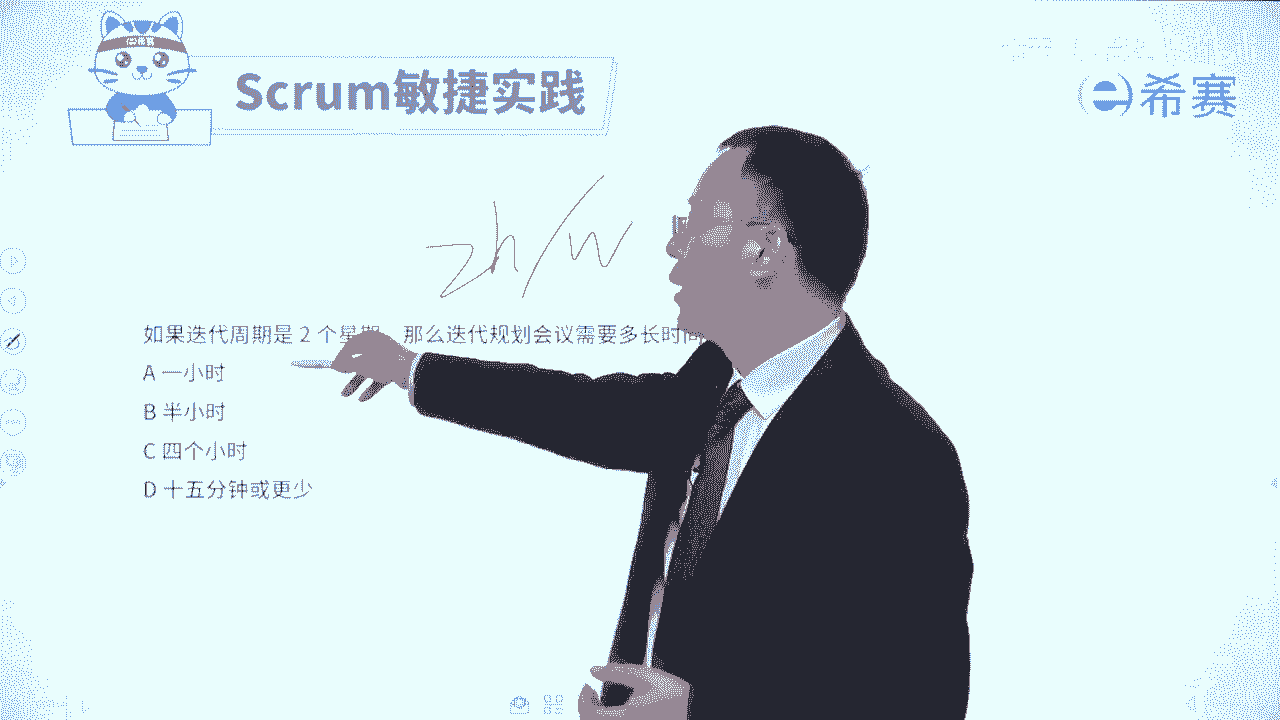 Scrum敏捷实践
希赛
2h/w
如果迭代周期是 2 个星期 那么迭代规划会议需要多长时间
A 一小时
B 半小时
C 四个小时
D 十五分钟或更少